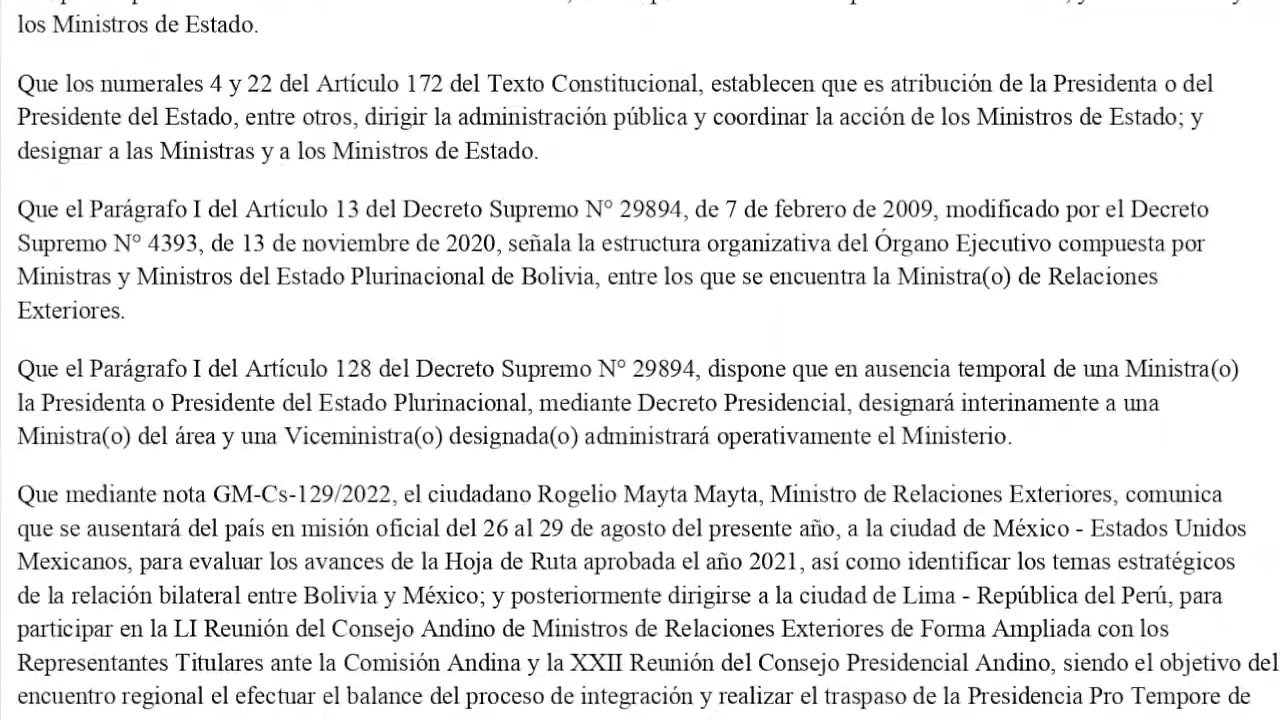 los Ministros de Estado.
Que los numerales 4 y 22 del Artículo 172 del Texto Constitucional, establecen que es atribución de la Presidenta o del
Presidente del Estado, entre otros, dirigir la administración pública y coordinar la acción de los Ministros de Estado; y
designar a las Ministras y a los Ministros de Estado.
Que el Parágrafo I del Artículo 13 del Decreto Supremo N° 29894, de 7 de febrero de 2009, modificado por el Decreto
Supremo N° 4393, de 13 de noviembre de 2020, señala la estructura organizativa del Órgano Ejecutivo compuesta por
Ministras y Ministros del Estado Plurinacional de Bolivia, entre los que se encuentra la Ministra(o) de Relaciones
Exteriores.
Que el Parágrafo I del Artículo 128 del Decreto Supremo N° 29894, dispone que en ausencia temporal de una Ministra(o)
la Presidenta o Presidente del Estado Plurinacional, mediante Decreto Presidencial, designará interinamente a una
Ministra(o) del área y una Viceministra(o) designada(o) administrará operativamente el Ministerio.
Que mediante nota GM-Cs-129/2022, el ciudadano Rogelio Mayta Mayta, Ministro de Relaciones Exteriores, comunica
que se ausentará del país en misión oficial del 26 al 29 de agosto del presente año, a la ciudad de México - Estados Unidos
Mexicanos, para evaluar los avances de la Hoja de Ruta aprobada el año 2021, así como identificar los temas estratégicos
de la relación bilateral entre Bolivia y México; y posteriormente dirigirse a la ciudad de Lima - República del Perú, para
participar en la LI Reunión del Consejo Andino de Ministros de Relaciones Exteriores de Forma Ampliada con los
Representantes Titulares ante la Comisión Andina y la XXII Reunión del Consejo Presidencial Andino, siendo el objetivo del
encuentro regional el efectuar el balance del proceso de integración y realizar el traspaso de la Presidencia Pro Tempore de